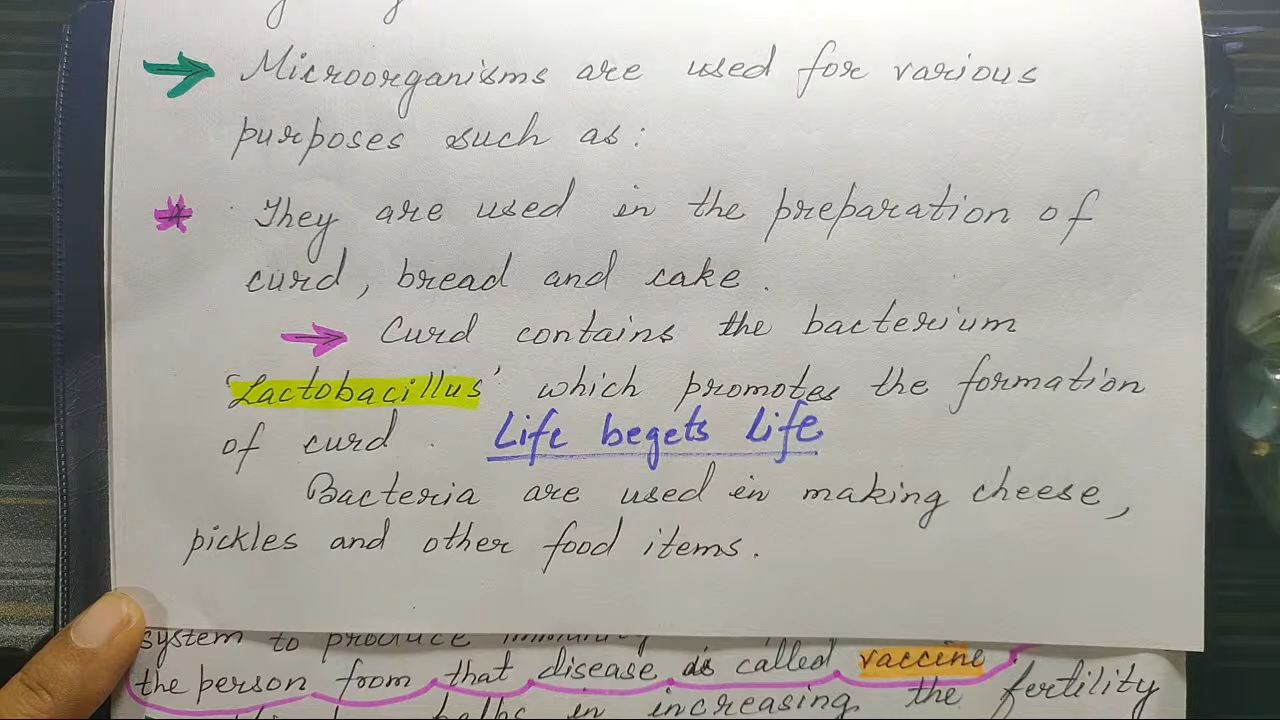 → Microorganisms are used for various
purposes such as:
* They are used in the preparation of
curd, bread and cake.
→ Curd contains the bacterium
'Lactobacillus' which promotes the formation
of curd.
Life begets life
Bacteria are used in making cheese,
pickles and other food items.
system to produce
the person from that disease is called vaccine.
helps in increasing the fertility